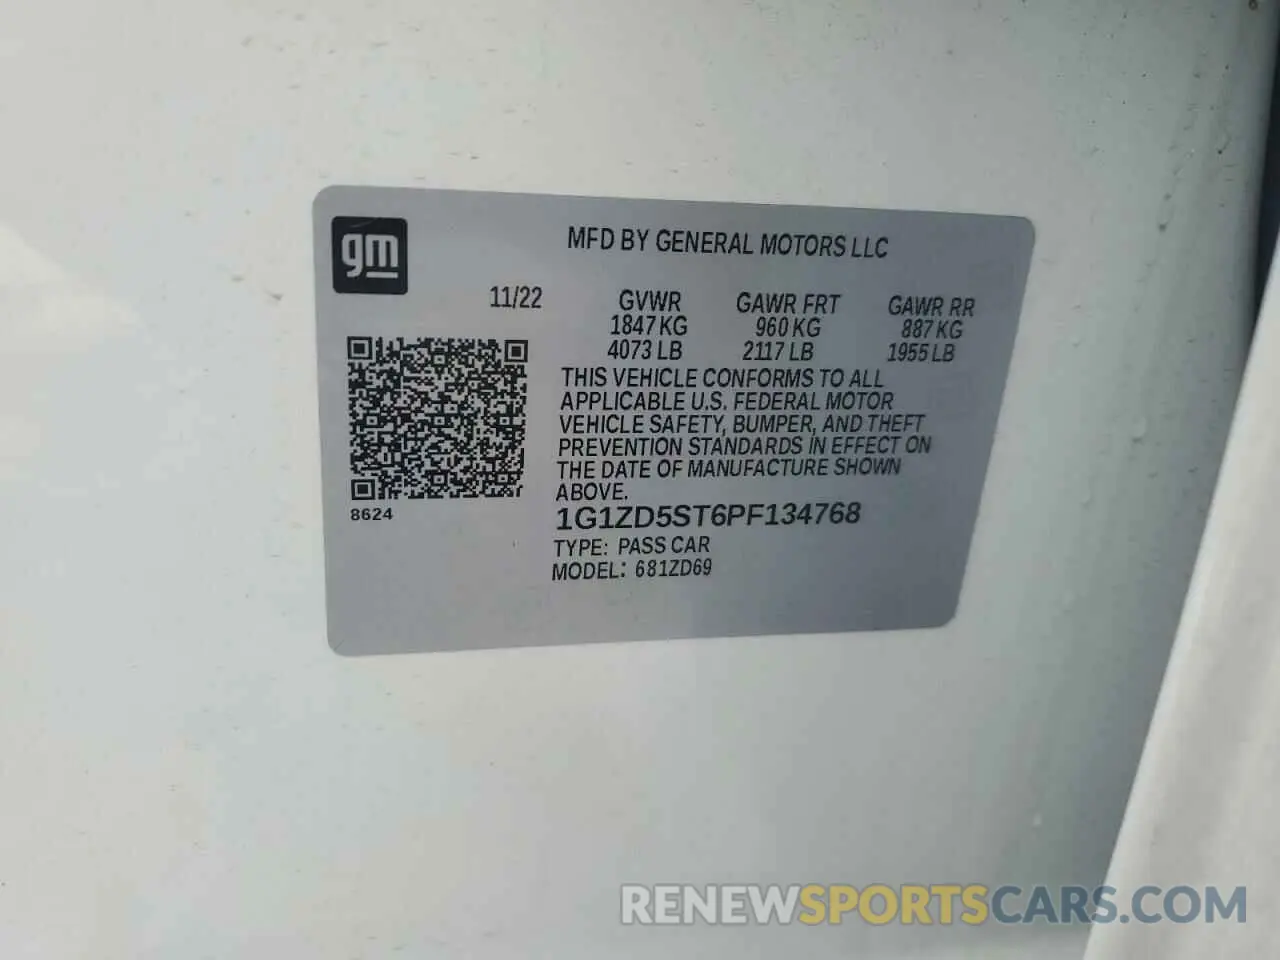 gm
MFD BY GENERAL MOTORS LLC
11/22 GVWR GAWR FRT GAWR RR
1847 KG 960 KG 887 KG
4073 LB 2117 LB 1955 LB
THIS VEHICLE CONFORMS TO ALL
APPLICABLE U.S. FEDERAL MOTOR
VEHICLE SAFETY, BUMPER, AND THEFT
PREVENTION STANDARDS IN EFFECT ON
THE DATE OF MANUFACTURE SHOWN
ABOVE.
8624
1G1ZD5ST6PF134768
TYPE: PASS CAR
MODEL: 681ZD69
RENEWSPORTSCARS.COM